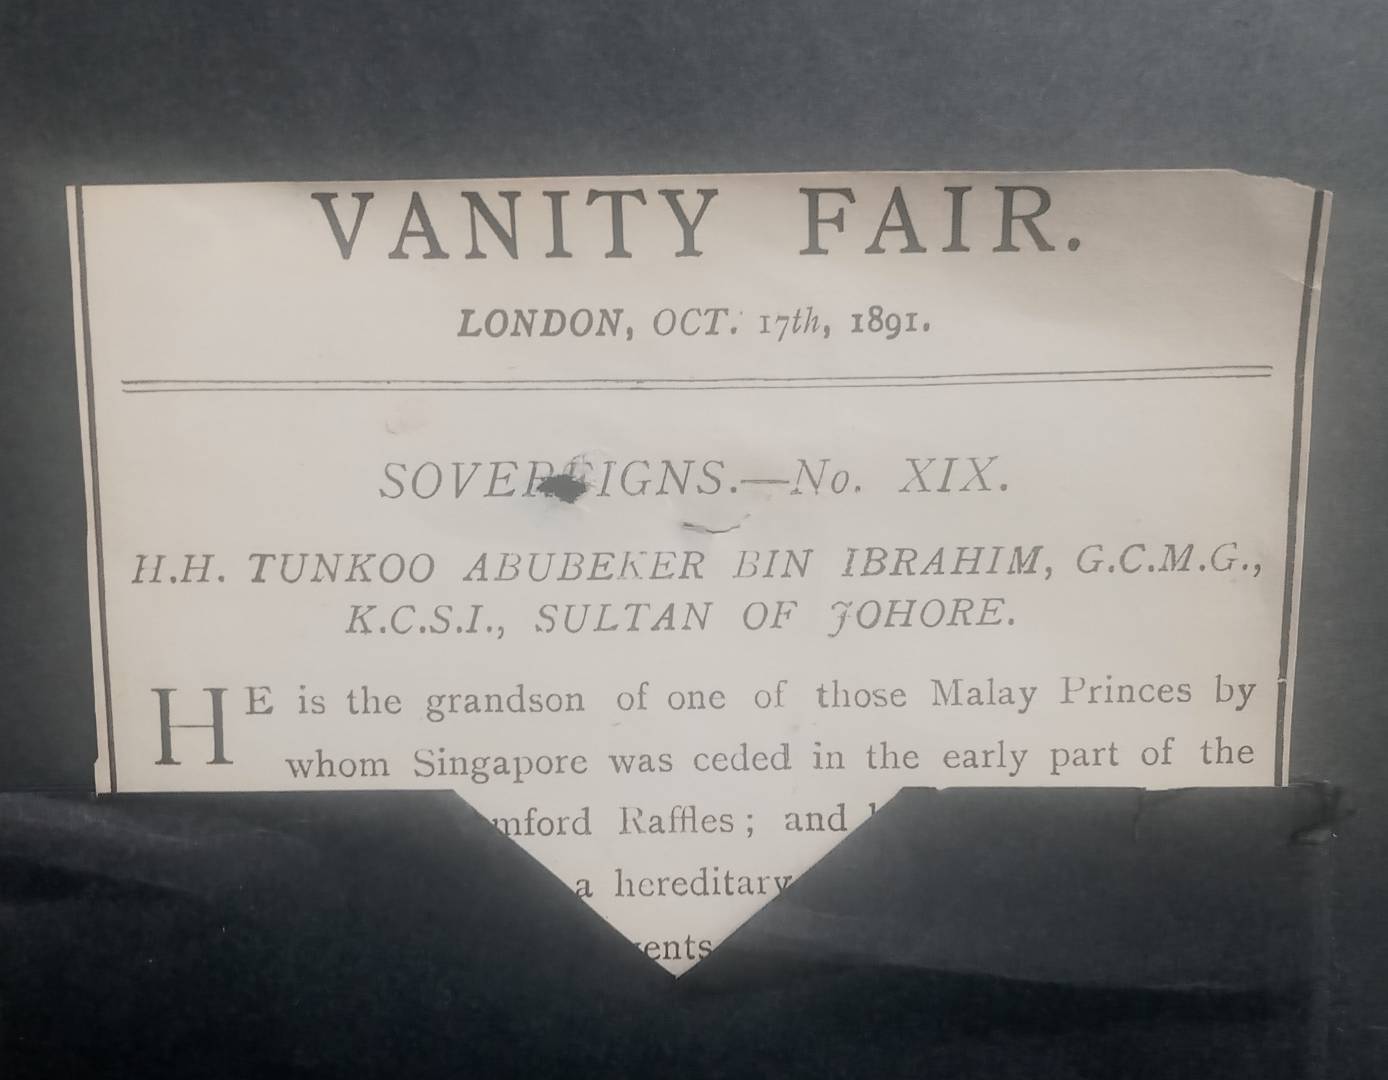 VANITY FAIR.
LONDON, OCT. 17th, 1891.
SOVEREIGNS.—No. XIX.
H.H. TUNKOO ABUBEKER BIN IBRAHIM, G.C.M.G.,
K.C.S.I., SULTAN OF JOHORE.
HE is the grandson of one of those Malay Princes by
whom Singapore was ceded in the early part of the
mford Raffles; and
a hereditary
ents